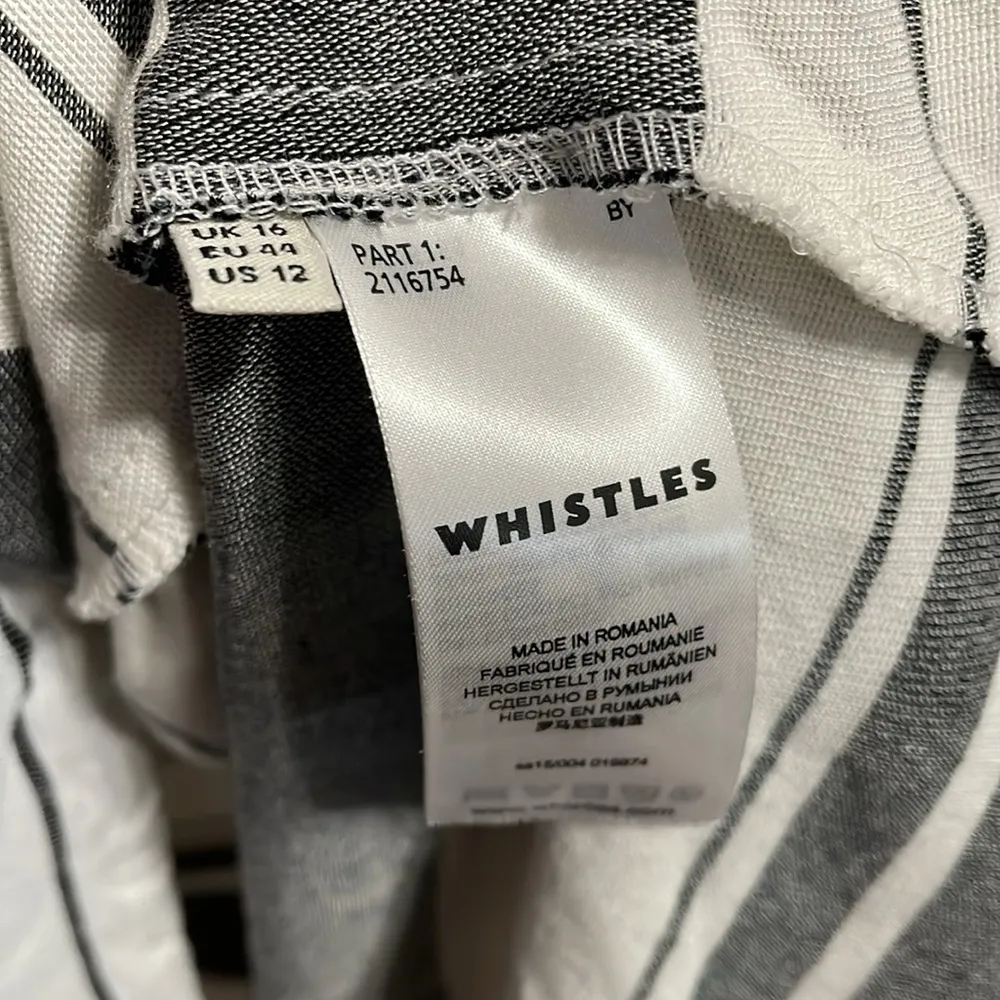 UK 16
EU 44
US 12
BY
PART 1:
2116754
WHISTLES
MADE IN ROMANIA
FABRIQUÉ EN ROUMANIE
HERGESTELLT IN RUMÄNIEN
СДЕЛАНО В РУМЫНИИ
HECHO EN RUMANIA
罗马尼亚制造